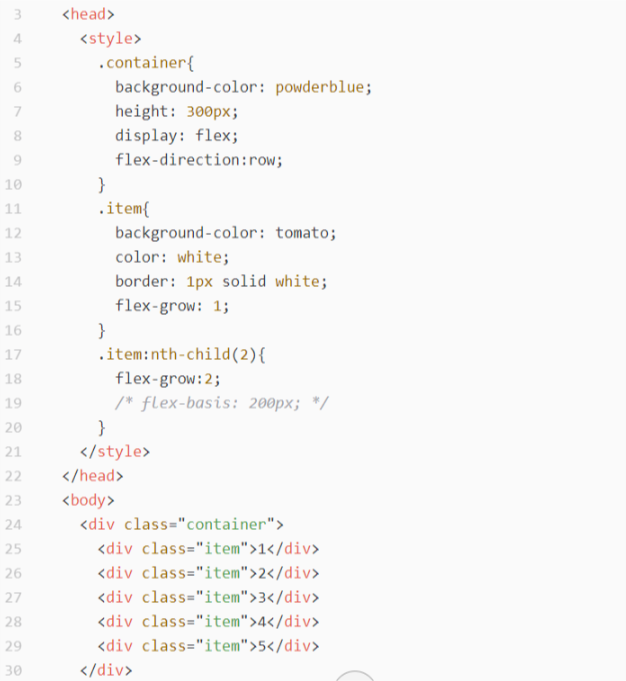 3 <head>
4 <style>
5 .container{
6 background-color: powderblue;
7 height: 300px;
8 display: flex;
9 flex-direction:row;
10 }
11 .item{
12 background-color: tomato;
13 color: white;
14 border: 1px solid white;
15 flex-grow: 1;
16 }
17 .item:nth-child(2){
18 flex-grow:2;
19 /* flex-basis: 200px; */
20 }
21 </style>
22 </head>
23 <body>
24 <div class="container">
25 <div class="item">1</div>
26 <div class="item">2</div>
27 <div class="item">3</div>
28 <div class="item">4</div>
29 <div class="item">5</div>
30 </div>